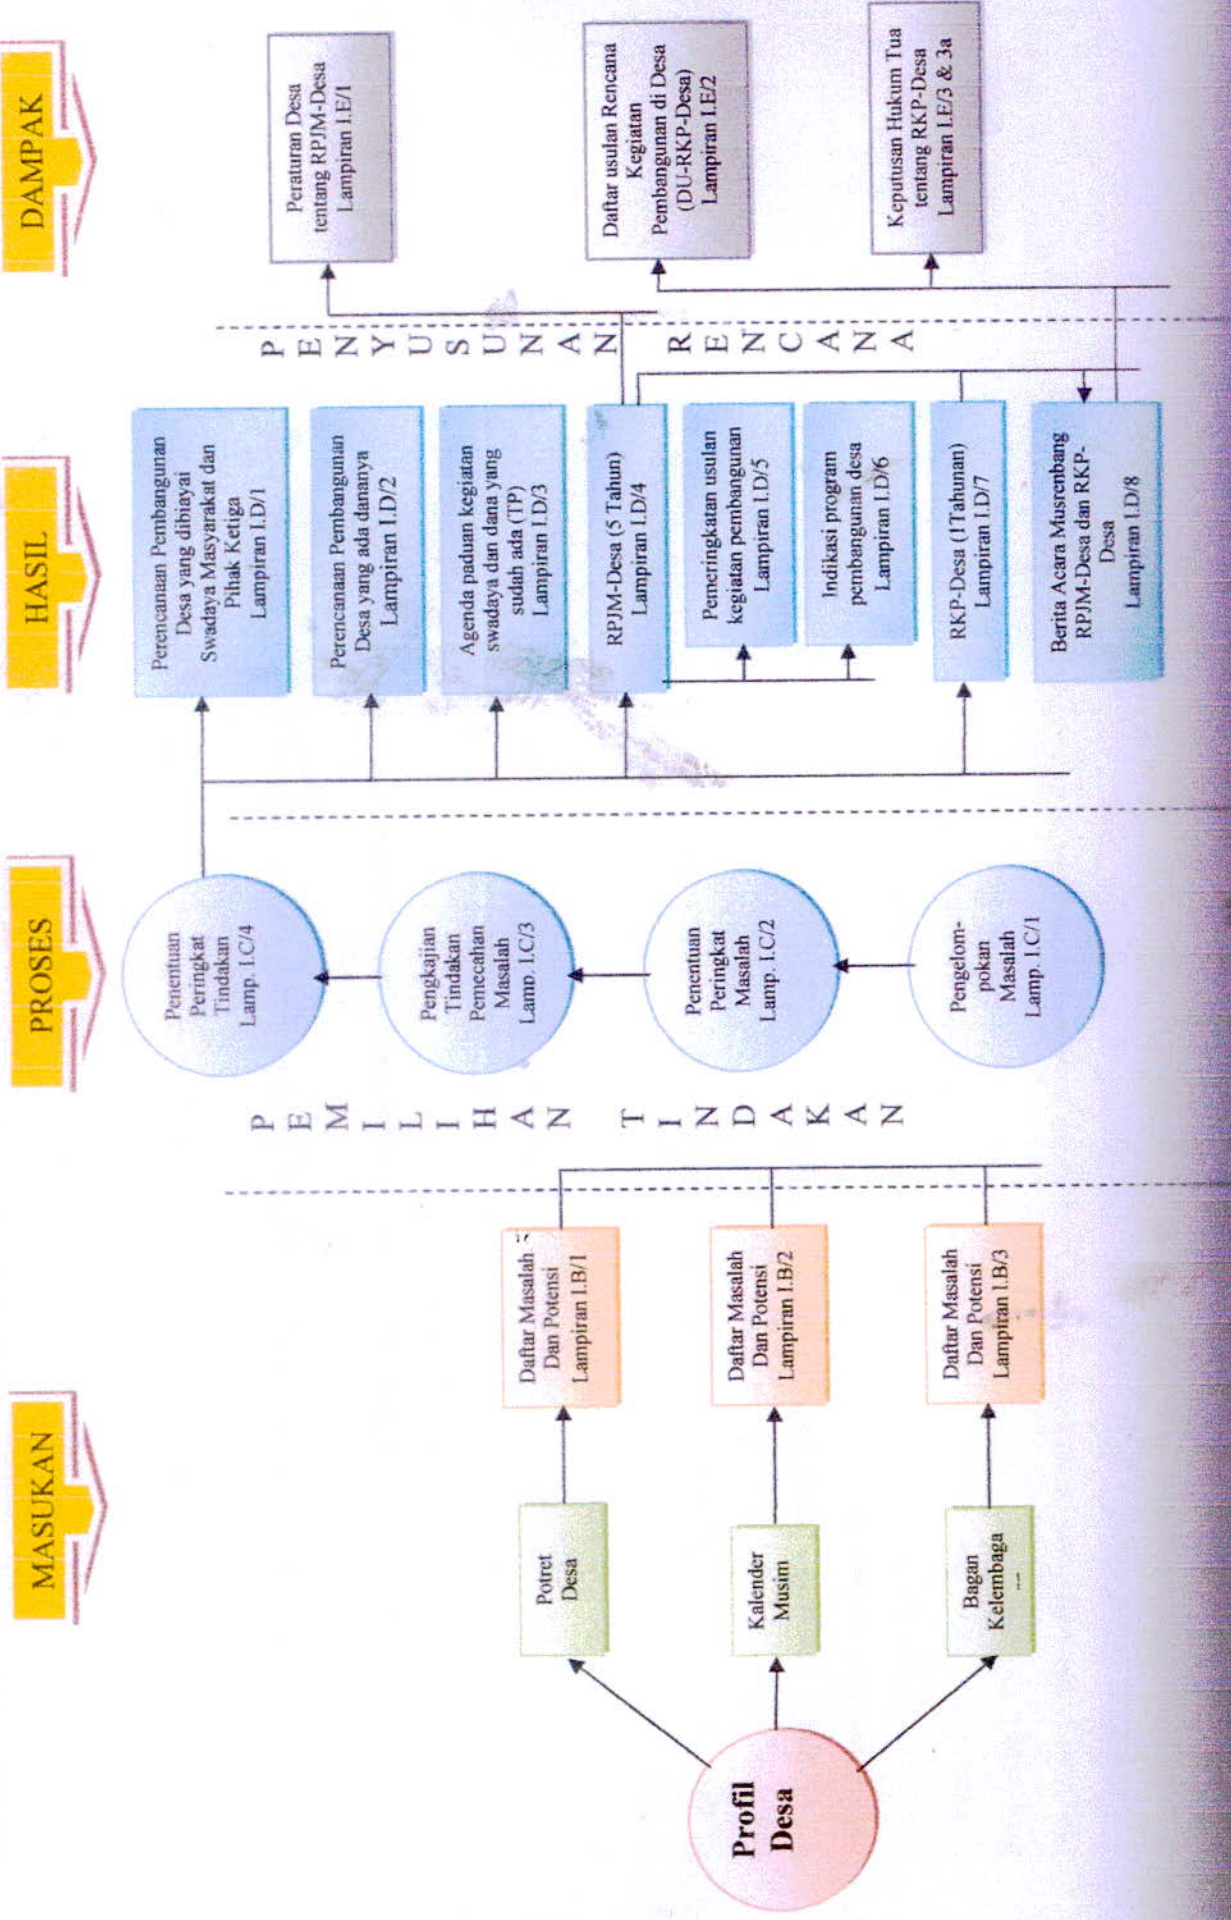 MASUKAN
PROSES
HASIL
DAMPAK
Profil
Desa
Potret
Desa
Kalender
Musim
Bagan
Kelembaga
Daftar Masalah
Dan Potensi
Lampiran I.B/1
Daftar Masalah
Dan Potensi
Lampiran I.B/2
Daftar Masalah
Dan Potensi
Lampiran I.B/3
PEMILIHAN TINDAKAN
Penentuan
Peringkat
Tindakan
Lamp. I.C/4
Pengkajian
Tindakan
Pemecahan
Masalah
Lamp. I.C/3
Penentuan
Peringkat
Masalah
Lamp. I.C/2
Pengelom-
pokan
Masalah
Lamp. I.C/1
Perencanaan Pembangunan
Desa yang dibiayai
Swadaya Masyarakat dan
Pihak Ketiga
Lampiran I.D/1
Perencanaan Pembangunan
Desa yang ada dananya
Lampiran I.D/2
Agenda paduan kegiatan
swadaya dan dana yang
sudah ada (TP)
Lampiran I.D/3
RPJM-Desa (5 Tahun)
Lampiran I.D/4
Pemeringkatan usulan
kegiatan pembangunan
Lampiran I.D/5
Indikasi program
pembangunan desa
Lampiran I.D/6
RKP-Desa (1Tahunan)
Lampiran I.D/7
Berita Acara Musrenbang
RPJM-Desa dan RKP-
Desa
Lampiran I.D/8
PENYUSUNAN RENCANA
Peraturan Desa
tentang RPJM-Desa
Lampiran I.E/1
Daftar usulan Rencana
Kegiatan
Pembangunan di Desa
(DU-RKP-Desa)
Lampiran I.E/2
Keputusan Hukum Tua
tentang RKP-Desa
Lampiran I.E/3 & 3a